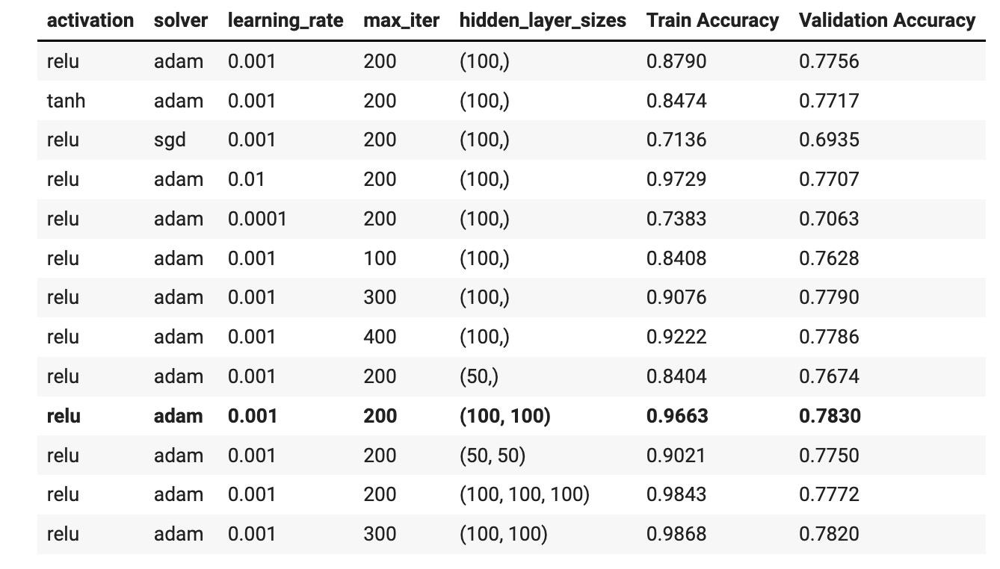 activation solver learning_rate max_iter hidden_layer_sizes Train Accuracy Validation Accuracy
relu adam 0.001 200 (100,) 0.8790 0.7756
tanh adam 0.001 200 (100,) 0.8474 0.7717
relu sgd 0.001 200 (100,) 0.7136 0.6935
relu adam 0.01 200 (100,) 0.9729 0.7707
relu adam 0.0001 200 (100,) 0.7383 0.7063
relu adam 0.001 100 (100,) 0.8408 0.7628
relu adam 0.001 300 (100,) 0.9076 0.7790
relu adam 0.001 400 (100,) 0.9222 0.7786
relu adam 0.001 200 (50,) 0.8404 0.7674
relu adam 0.001 200 (100, 100) 0.9663 0.7830
relu adam 0.001 200 (50, 50) 0.9021 0.7750
relu adam 0.001 200 (100, 100, 100) 0.9843 0.7772
relu adam 0.001 300 (100, 100) 0.9868 0.7820